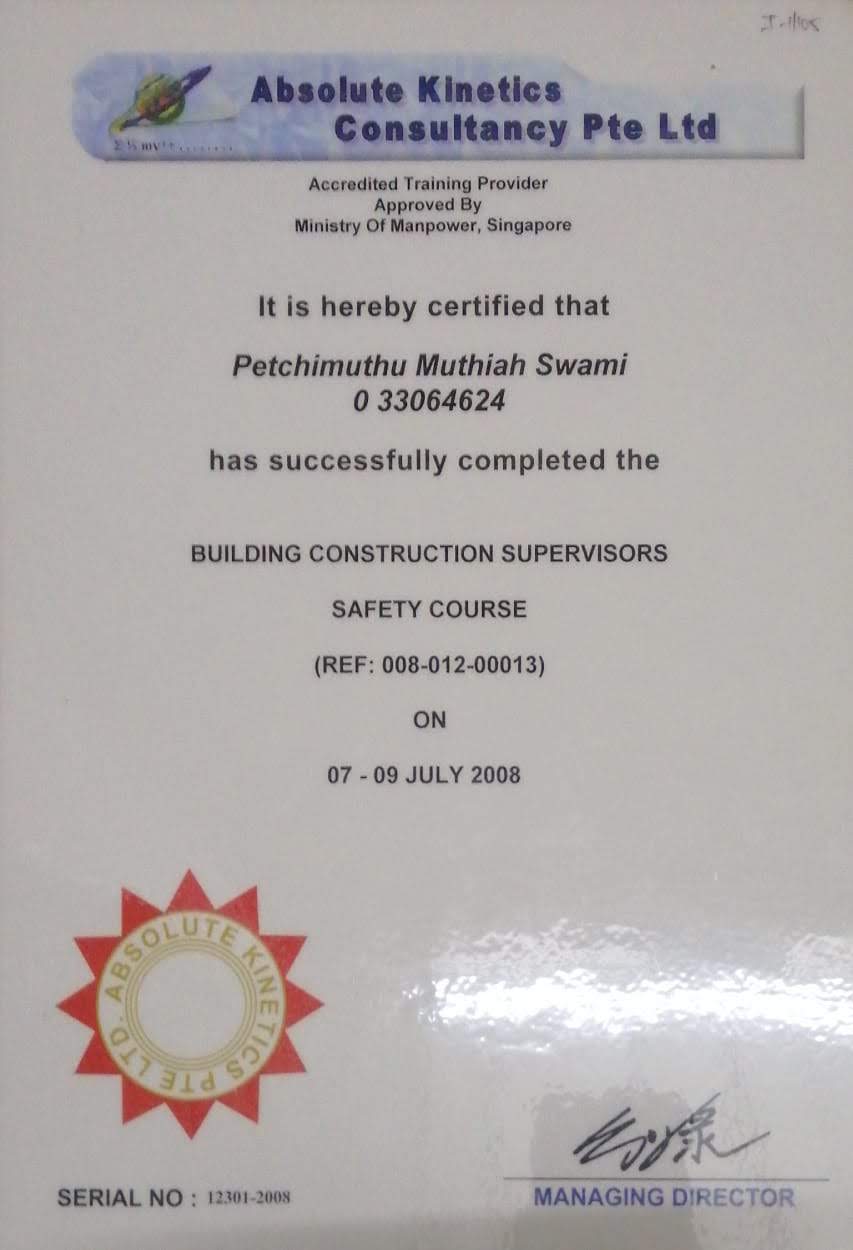 Absolute Kinetics
Consultancy Pte Ltd
Accredited Training Provider
Approved By
Ministry Of Manpower, Singapore
It is hereby certified that
Petchimuthu Muthiah Swami
0 33064624
has successfully completed the
BUILDING CONSTRUCTION SUPERVISORS
SAFETY COURSE
(REF: 008-012-00013)
ON
07 - 09 JULY 2008
ABSOLUTE KINETICS PTE LTD.
SERIAL NO : 12301-2008
MANAGING DIRECTOR